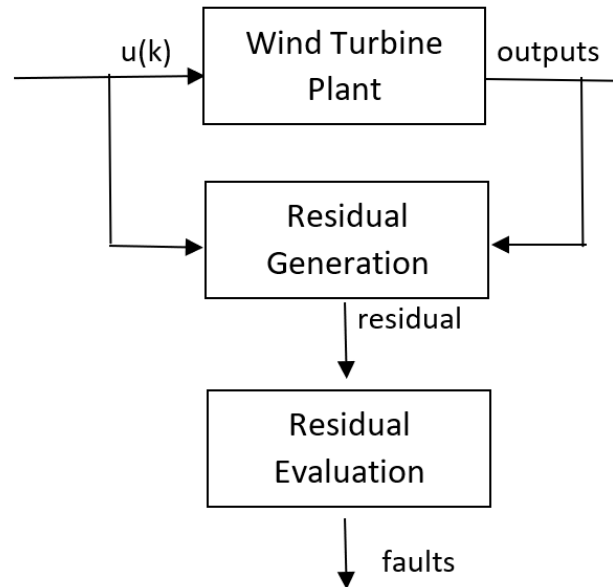 u(k)
Wind Turbine
Plant
outputs
Residual
Generation
residual
Residual
Evaluation
faults